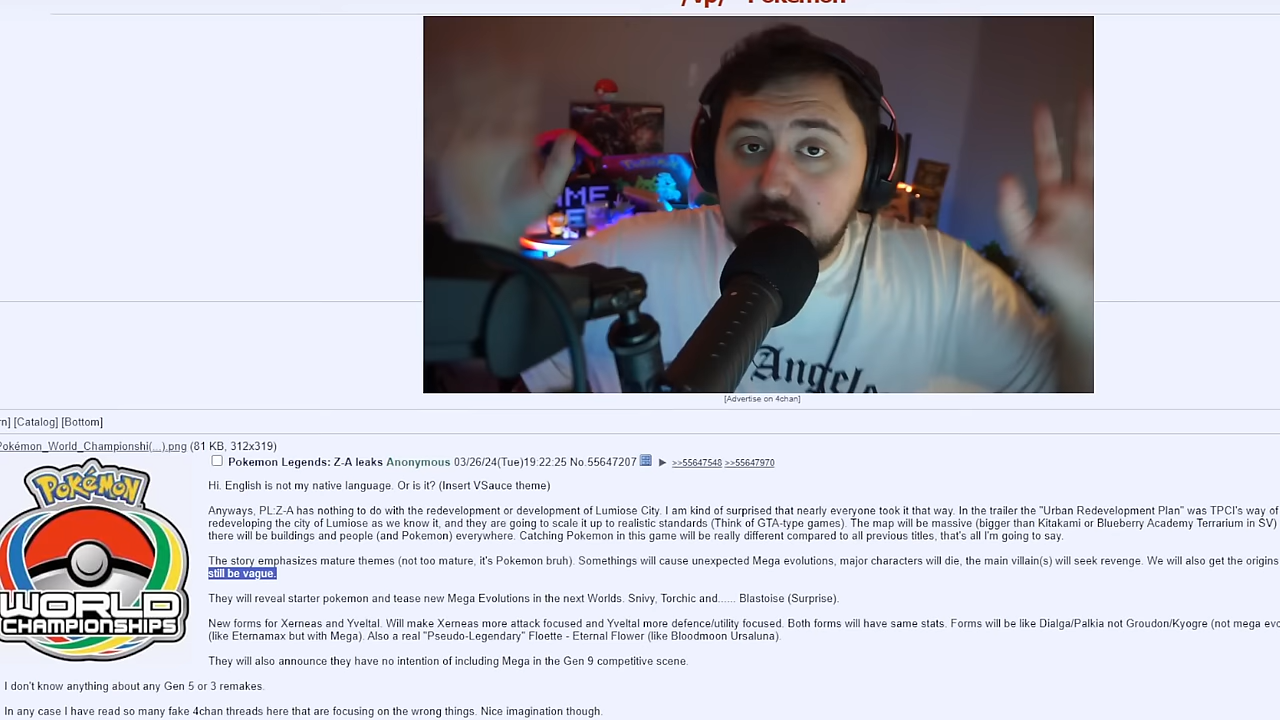 /vp/ - Pokémon
GAME
Angele
[Advertise on 4chan]
[Catalog] [Bottom]
Pokémon_World_Championshi(...).png (81 KB, 312x319)
Pokemon Legends: Z-A leaks Anonymous 03/26/24(Tue)19:22:25 No.55647207 ▶ >>55647548 >>55647970
Hi. English is not my native language. Or is it? (Insert VSauce theme)
Anyways, PL:Z-A has nothing to do with the redevelopment or development of Lumiose City. I am kind of surprised that nearly everyone took it that way. In the trailer the "Urban Redevelopment Plan" was TPCI's way of
redeveloping the city of Lumiose as we know it, and they are going to scale it up to realistic standards (Think of GTA-type games). The map will be massive (bigger than Kitakami or Blueberry Academy Terrarium in SV)
there will be buildings and people (and Pokemon) everywhere. Catching Pokemon in this game will be really different compared to all previous titles, that's all I'm going to say.
The story emphasizes mature themes (not too mature, it's Pokemon bruh). Somethings will cause unexpected Mega evolutions, major characters will die, the main villain(s) will seek revenge. We will also get the origins
still be vague.
They will reveal starter pokemon and tease new Mega Evolutions in the next Worlds. Snivy, Torchic and...... Blastoise (Surprise).
New forms for Xerneas and Yveltal. Will make Xerneas more attack focused and Yveltal more defence/utility focused. Both forms will have same stats. Forms will be like Dialga/Palkia not Groudon/Kyogre (not mega evo
(like Eternamax but with Mega). Also a real "Pseudo-Legendary" Floette - Eternal Flower (like Bloodmoon Ursaluna).
They will also announce they have no intention of including Mega in the Gen 9 competitive scene.
I don't know anything about any Gen 5 or 3 remakes.
In any case I have read so many fake 4chan threads here that are focusing on the wrong things. Nice imagination though.
POKéMON
WORLD
CHAMPIONSHIPS